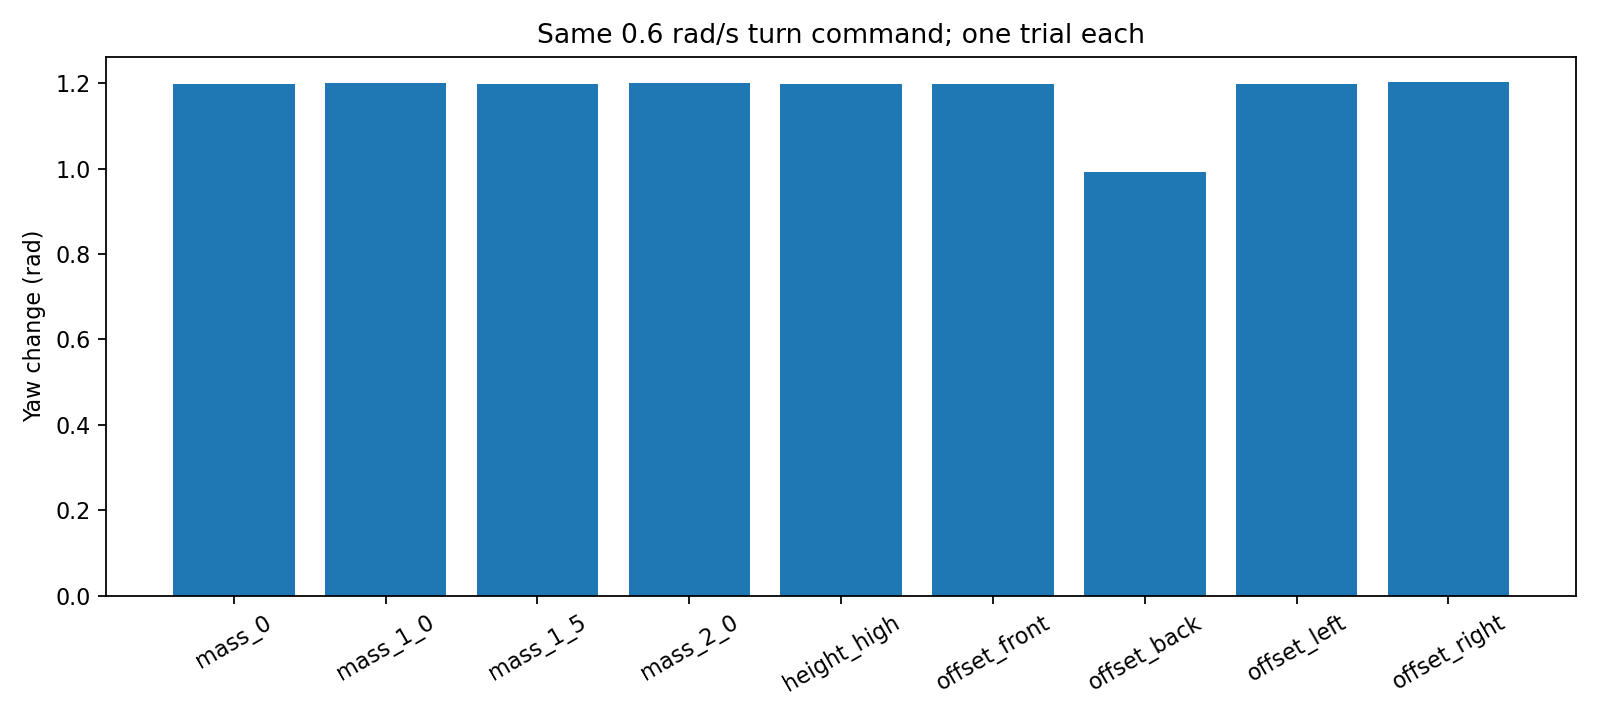 Same 0.6 rad/s turn command; one trial each
Yaw change (rad)
1.2
1.0
0.8
0.6
0.4
0.2
0.0
mass_0
mass_1_0
mass_1_5
mass_2_0
height_high
offset_front
offset_back
offset_left
offset_right